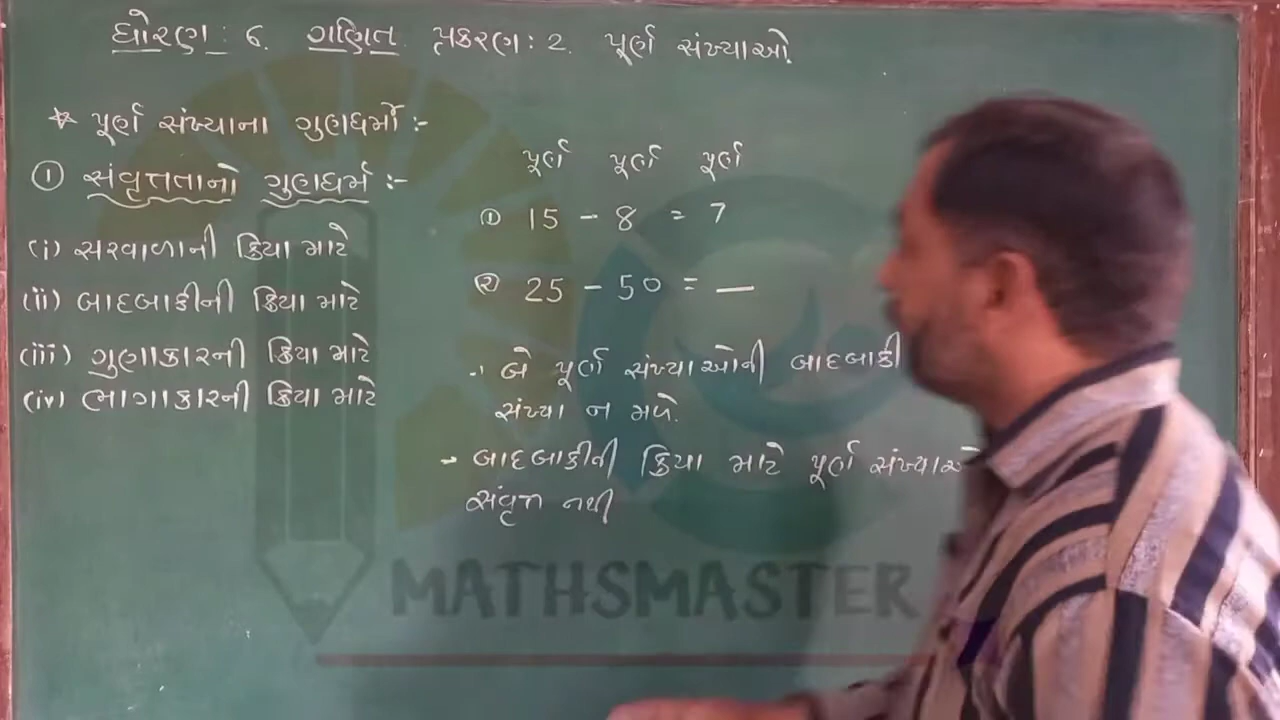 ધોરણ : 6. ગણિત પ્રકરણ : 2. પૂર્ણ સંખ્યાઓ.
* પૂર્ણ સંખ્યાના ગુણધર્મો :-
① સંવૃત્તતાનો ગુણધર્મ :-
(i) સરવાળાની ક્રિયા માટે
(ii) બાદબાકીની ક્રિયા માટે
(iii) ગુણાકારની ક્રિયા માટે
(iv) ભાગાકારની ક્રિયા માટે
પૂર્ણ પૂર્ણ પૂર્ણ
① 15 - 8 = 7
② 25 - 50 = —
બે પૂર્ણ સંખ્યાઓની બાદબાકી
સંખ્યા ન મળે.
→ બાદબાકીની ક્રિયા માટે પૂર્ણ
સંવૃત્ત નથી
MATHSMASTER